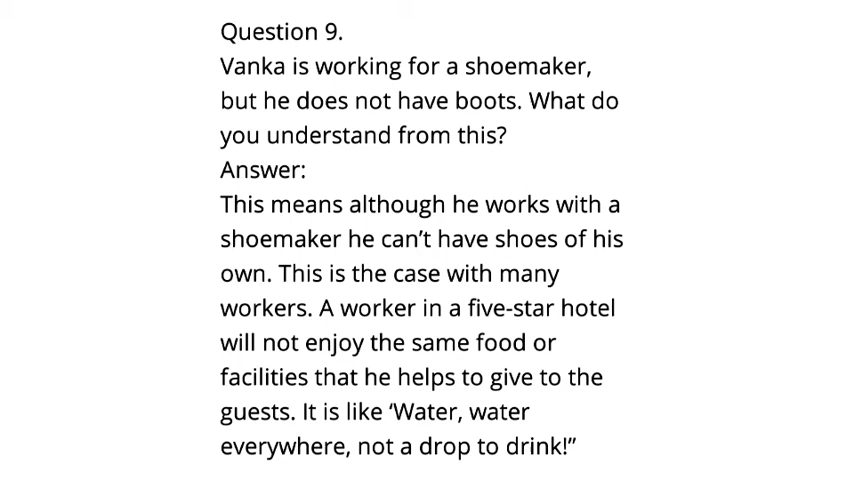 Question 9.
Vanka is working for a shoemaker,
but he does not have boots. What do
you understand from this?
Answer:
This means although he works with a
shoemaker he can’t have shoes of his
own. This is the case with many
workers. A worker in a five-star hotel
will not enjoy the same food or
facilities that he helps to give to the
guests. It is like ‘Water, water
everywhere, not a drop to drink!”